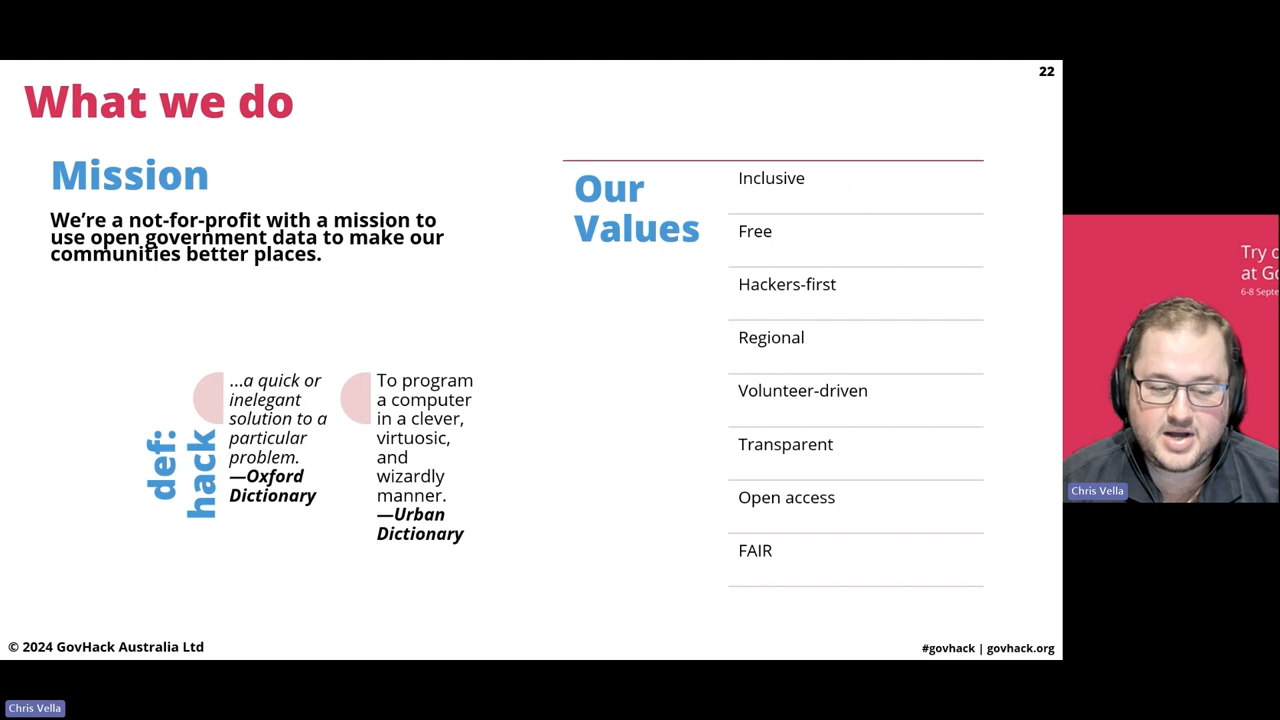 22
What we do
Mission
We’re a not-for-profit with a mission to
use open government data to make our
communities better places.
def:
hack
...a quick or
inelegant
solution to a
particular
problem.
—Oxford
Dictionary
To program
a computer
in a clever,
virtuosic,
and
wizardly
manner.
—Urban
Dictionary
Our
Values
Inclusive
Free
Hackers-first
Regional
Volunteer-driven
Transparent
Open access
FAIR
© 2024 GovHack Australia Ltd
#govhack | govhack.org
Try
at
6-8
Chris Vella
Chris Vella